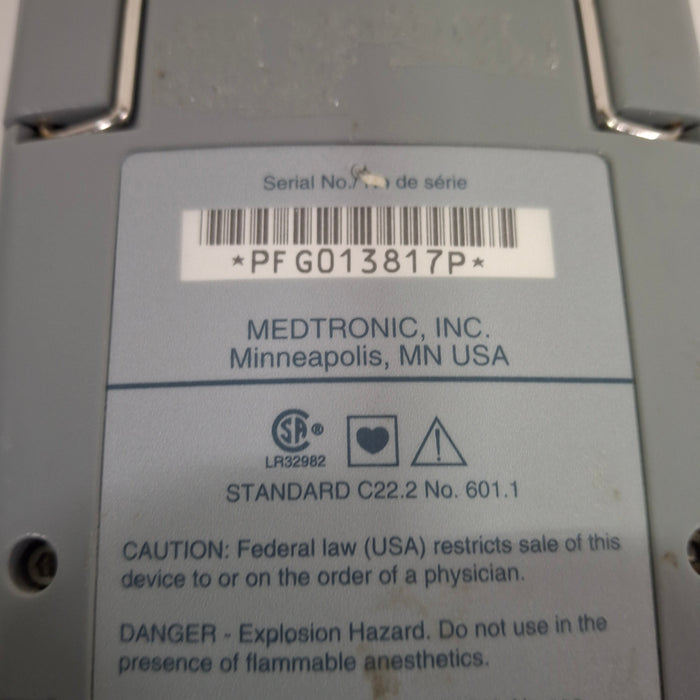 Serial No./ de série
*PFG013817P*
MEDTRONIC, INC.
Minneapolis, MN USA
SA ®
LR32982
STANDARD C22.2 No. 601.1
CAUTION: Federal law (USA) restricts sale of this
device to or on the order of a physician.
DANGER - Explosion Hazard. Do not use in the
presence of flammable anesthetics.